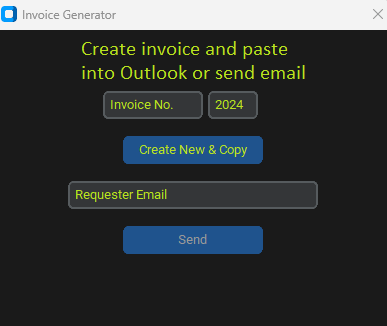 Invoice Generator
Create invoice and paste
into Outlook or send email
Invoice No. 2024
Create New & Copy
Requester Email
Send